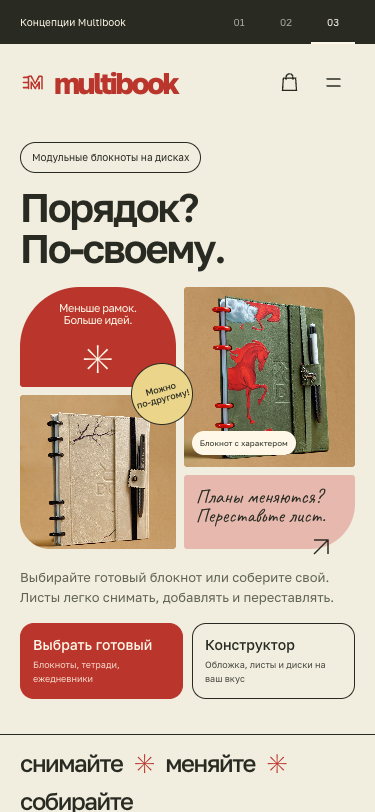 Концепции Multibook
01
02
03
multibook
Модульные блокноты на дисках
Порядок?
По-своему.
Меньше рамок.
Больше идей.
Можно
по-другому!
Блокнот с характером
Планы меняются?
Переставьте лист.
Выбирайте готовый блокнот или соберите свой.
Листы легко снимать, добавлять и переставлять.
Выбрать готовый
Блокноты, тетради,
ежедневники
Конструктор
Обложка, листы и диски на
ваш вкус
снимайте
меняйте
собирайте